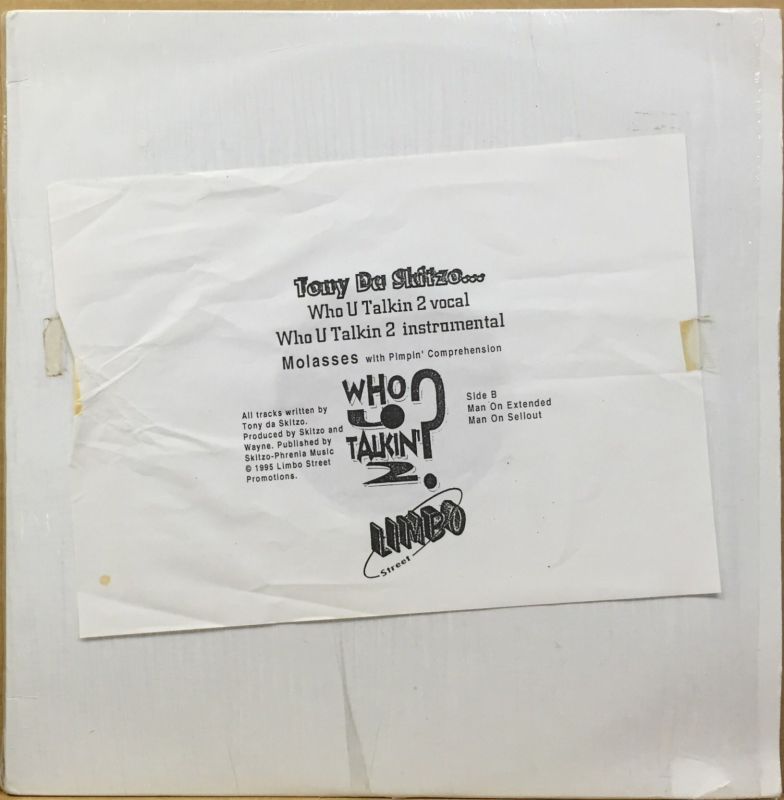 Tony Da Skitzo...
Who U Talkin 2 vocal
Who U Talkin 2 instrumental
Molasses with Pimpin' Comprehension
All tracks written by
Tony da Skitzo.
Produced by Skitzo and
Wayne. Published by
Skitzo-Phrenia Music
© 1995 Limbo Street
Promotions.
WHO
U
TALKIN'
2
?
Side B
Man On Extended
Man On Sellout
LIMBO
Street